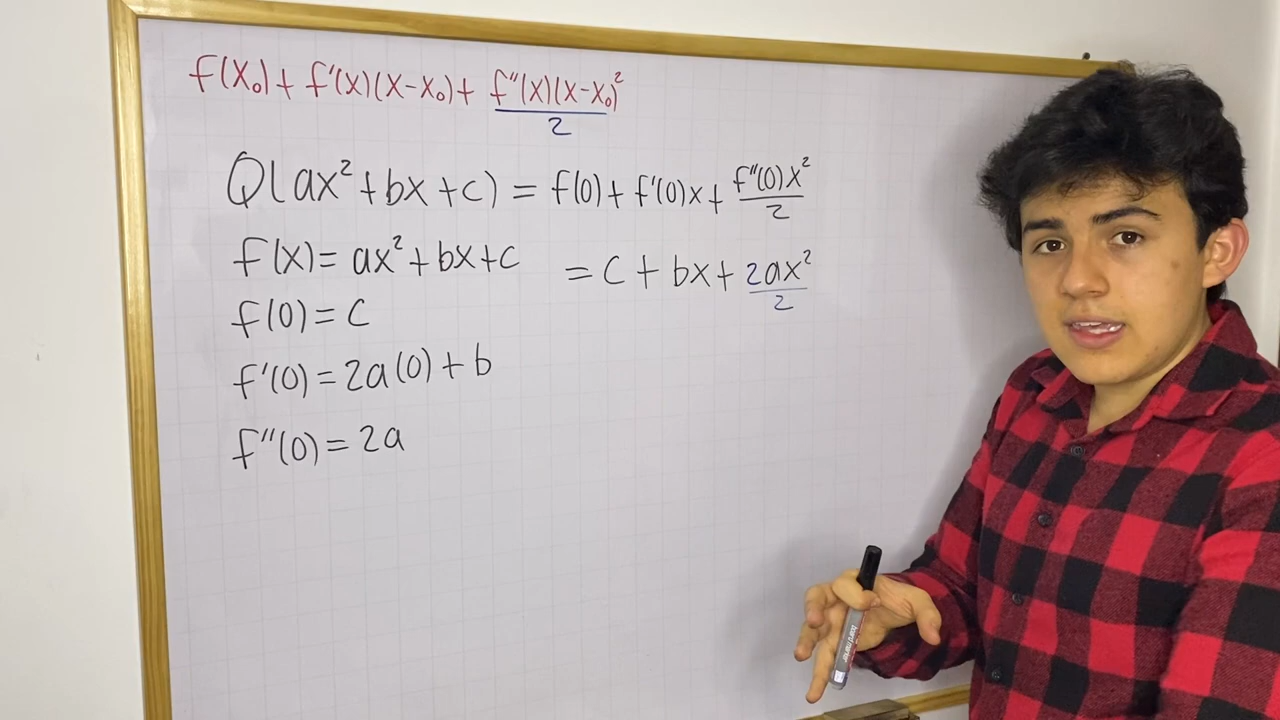 f(x₀) + f'(x)(x-x₀) + f''(x)(x-x₀)²/2
Q(ax² + bx + c) = f(0) + f'(0)x + f''(0)x²/2
f(x) = ax² + bx + c
= c + bx + 2ax²/2
f(0) = c
f'(0) = 2a(0) + b
f''(0) = 2a